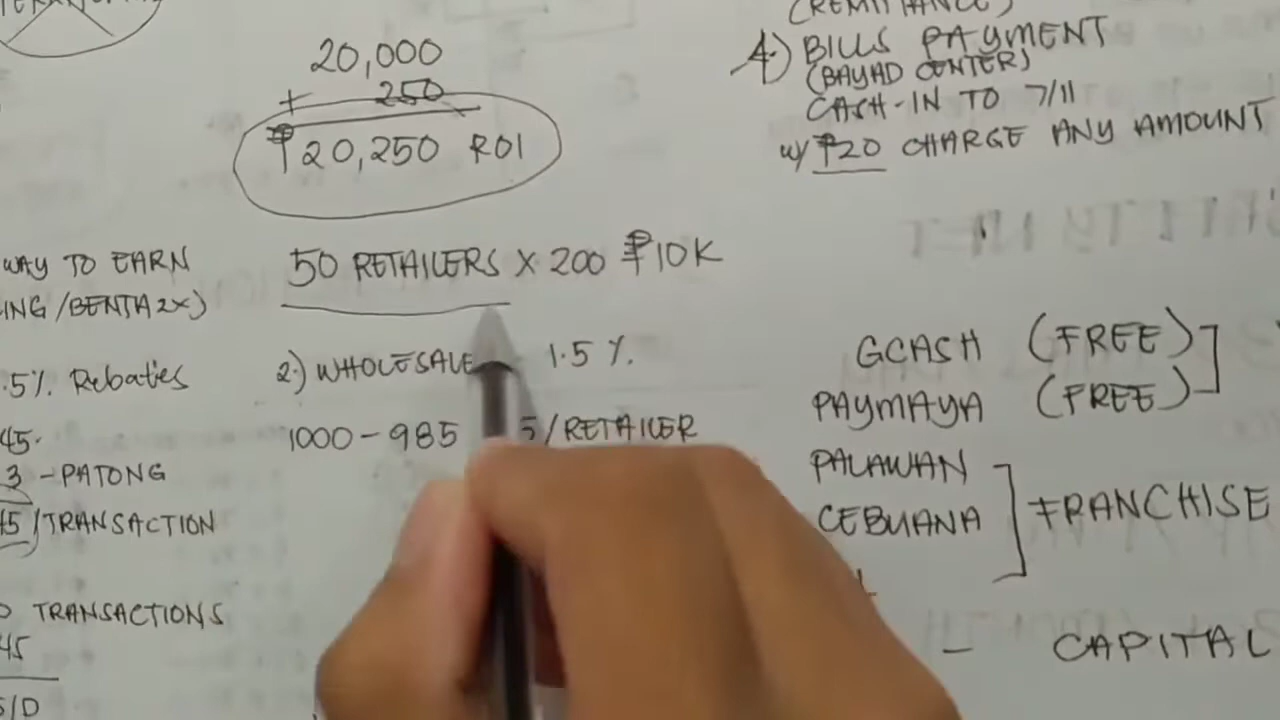 20,000
+ 250
₱20,250 ROI
50 RETAILERS X 200 ₱10K
2.) WHOLESALE 1.5 %.
1000 - 985 5/RETAILER
WAY TO EARN
ING/BENTA 2X)
.5% Rebates
45.
3 - PATONG
45/TRANSACTION
TRANSACTIONS
45
5/D
(REMITTANCE)
4.) BILLS PAYMENT
(BAYAD CENTER)
CASH-IN TO 7/11
w/ ₱20 CHARGE ANY AMOUNT
GCASH (FREE)
PAYMAYA (FREE)
PALAWAN
CEBUANA
FRANCHISE
- CAPITAL